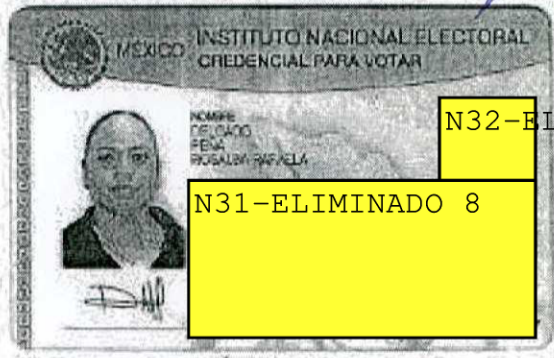 MÉXICO
INSTITUTO NACIONAL ELECTORAL
CREDENCIAL PARA VOTAR
NOMBRE
DELGADO
PEÑA
ROSALBA RAFAELA
N32-EL
N31-ELIMINADO 8